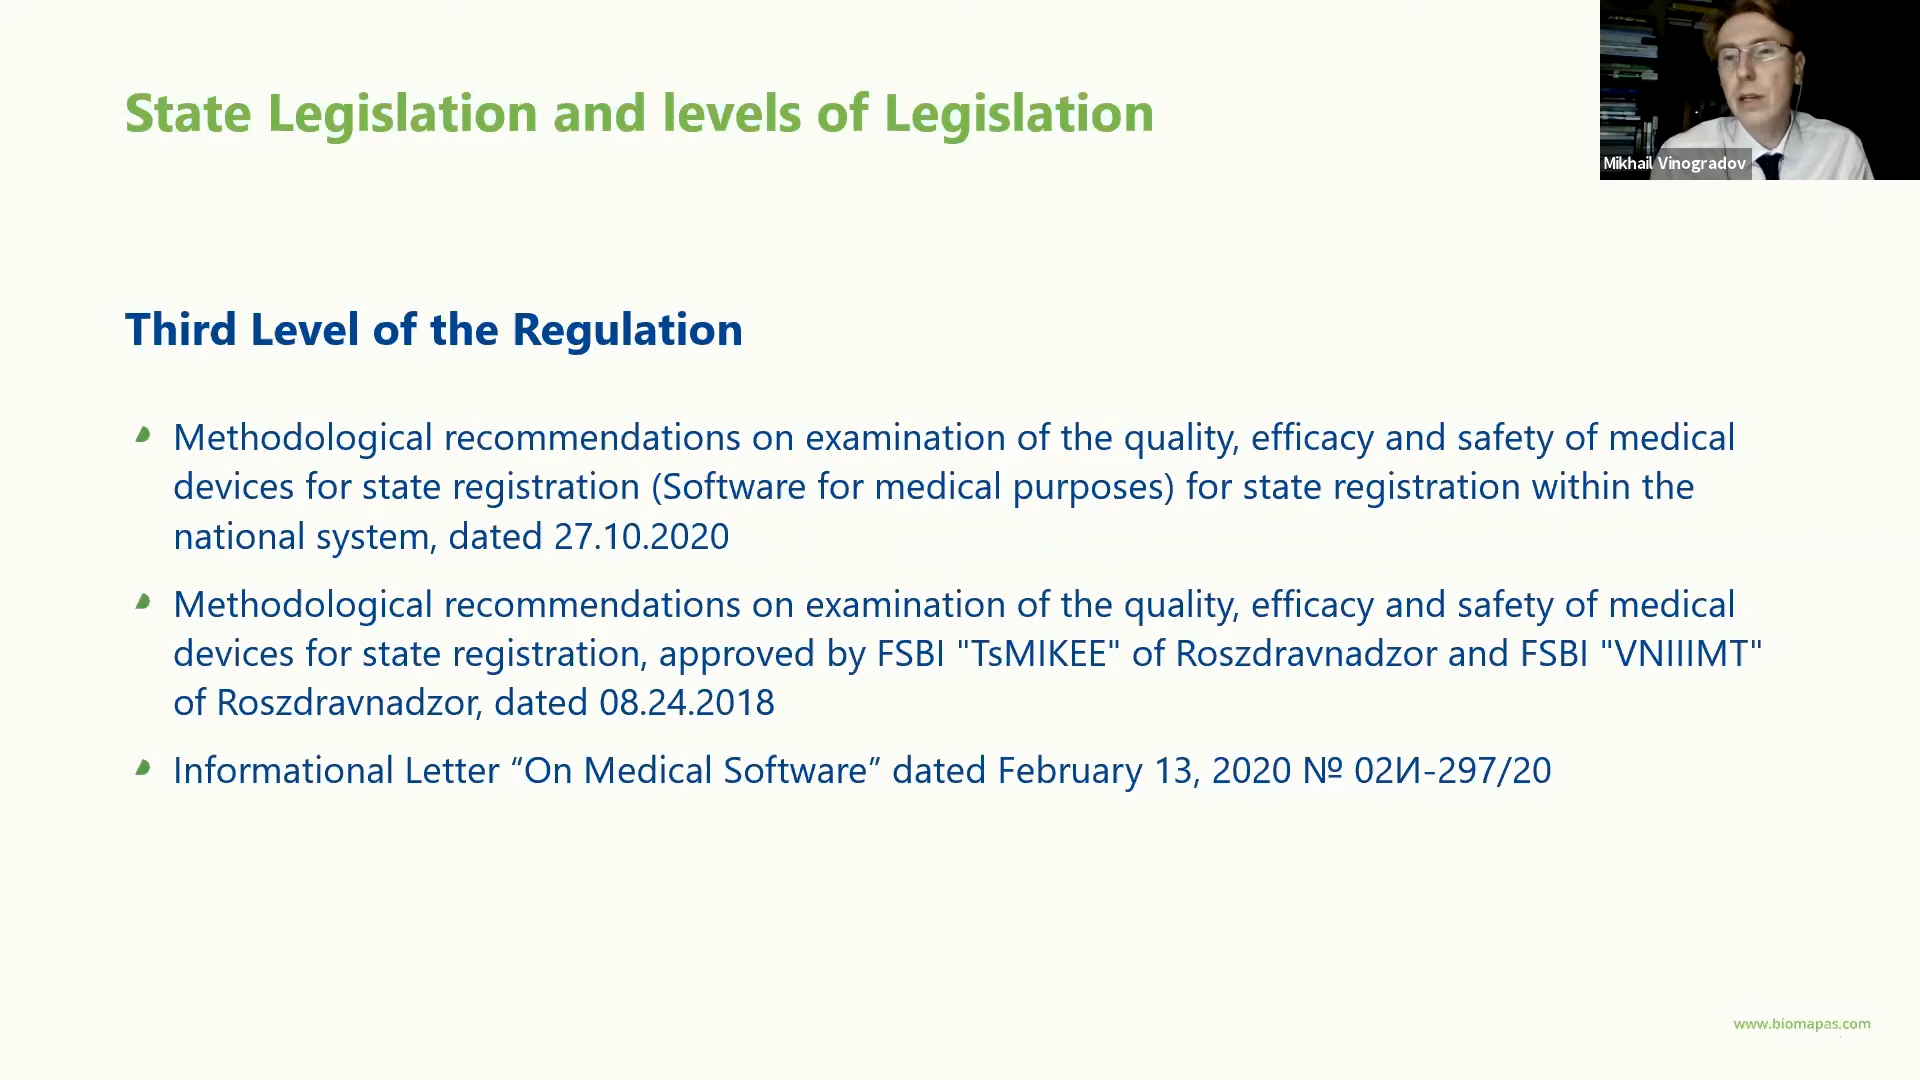 State Legislation and levels of Legislation
Mikhail Vinogradov
Third Level of the Regulation
Methodological recommendations on examination of the quality, efficacy and safety of medical
devices for state registration (Software for medical purposes) for state registration within the
national system, dated 27.10.2020
Methodological recommendations on examination of the quality, efficacy and safety of medical
devices for state registration, approved by FSBI "TsMIKEE" of Roszdravnadzor and FSBI "VNIIIMT"
of Roszdravnadzor, dated 08.24.2018
Informational Letter “On Medical Software” dated February 13, 2020 № 02И-297/20
www.biomapas.com